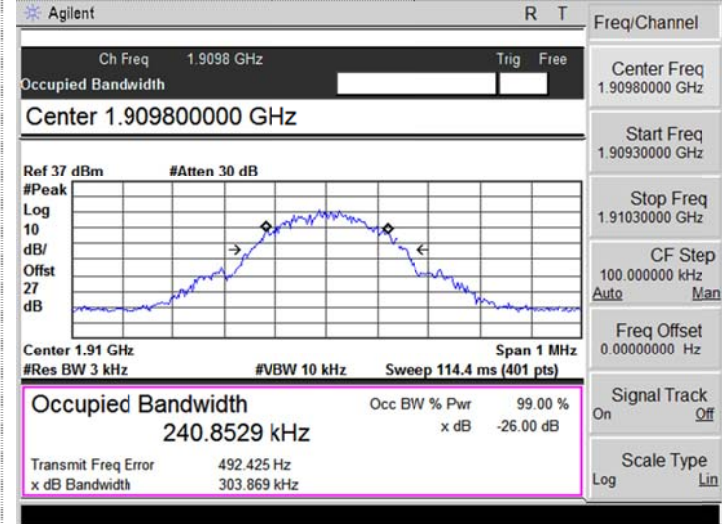 Agilent R T
Freq/Channel
Ch Freq 1.9098 GHz Trig Free
Occupied Bandwidth
Center 1.909800000 GHz
Center Freq
1.90980000 GHz
Start Freq
1.90930000 GHz
Stop Freq
1.91030000 GHz
CF Step
100.000000 kHz
Auto Man
Freq Offset
0.00000000 Hz
Signal Track
On Off
Scale Type
Log Lin
Ref 37 dBm #Atten 30 dB
#Peak
Log
10
dB/
Offst
27
dB
Center 1.91 GHz Span 1 MHz
#Res BW 3 kHz #VBW 10 kHz Sweep 114.4 ms (401 pts)
Occupied Bandwidth Occ BW % Pwr 99.00 %
240.8529 kHz x dB -26.00 dB
Transmit Freq Error 492.425 Hz
x dB Bandwidth 303.869 kHz